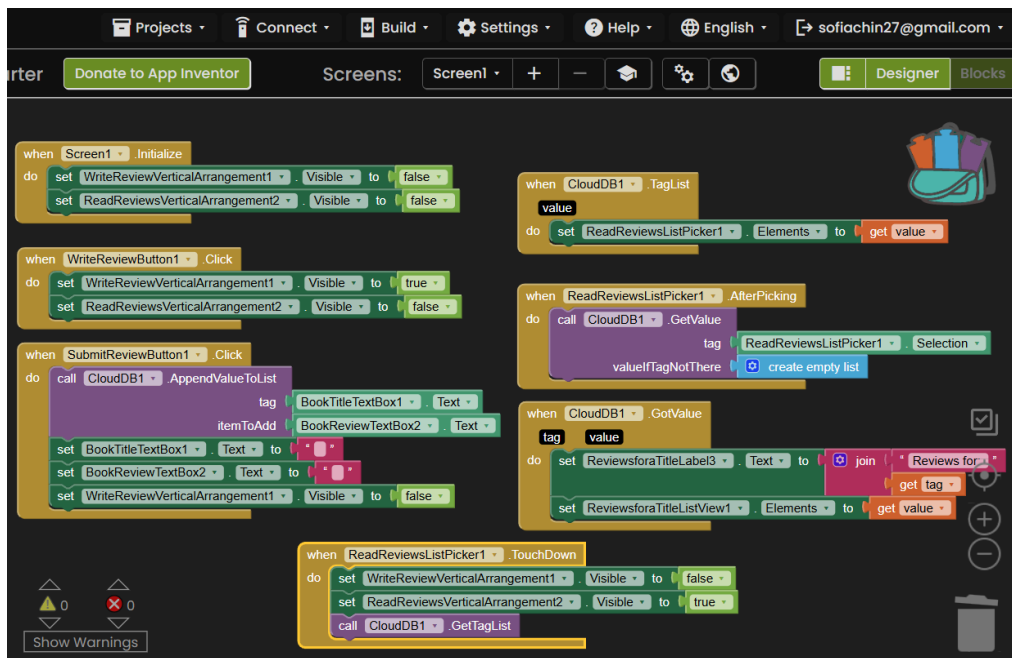 Projects Connect Build Settings Help English sofiachin27@gmail.com
rter Donate to App Inventor Screens: Screen1 + − Designer Blocks
when Screen1 .Initialize
do set WriteReviewVerticalArrangement1 . Visible to false
set ReadReviewsVerticalArrangement2 . Visible to false
when WriteReviewButton1 .Click
do set WriteReviewVerticalArrangement1 . Visible to true
set ReadReviewsVerticalArrangement2 . Visible to false
when SubmitReviewButton1 .Click
do call CloudDB1 .AppendValueToList
tag BookTitleTextBox1 . Text
itemToAdd BookReviewTextBox2 . Text
set BookTitleTextBox1 . Text to " "
set BookReviewTextBox2 . Text to " "
set WriteReviewVerticalArrangement1 . Visible to false
when CloudDB1 .TagList
value
do set ReadReviewsListPicker1 . Elements to get value
when ReadReviewsListPicker1 .AfterPicking
do call CloudDB1 .GetValue
tag ReadReviewsListPicker1 . Selection
valueIfTagNotThere create empty list
when CloudDB1 .GotValue
tag value
do set ReviewsforaTitleLabel3 . Text to join " Reviews for: "
get tag
set ReviewsforaTitleListView1 . Elements to get value
when ReadReviewsListPicker1 .TouchDown
do set WriteReviewVerticalArrangement1 . Visible to false
set ReadReviewsVerticalArrangement2 . Visible to true
call CloudDB1 .GetTagList
0 0
Show Warnings